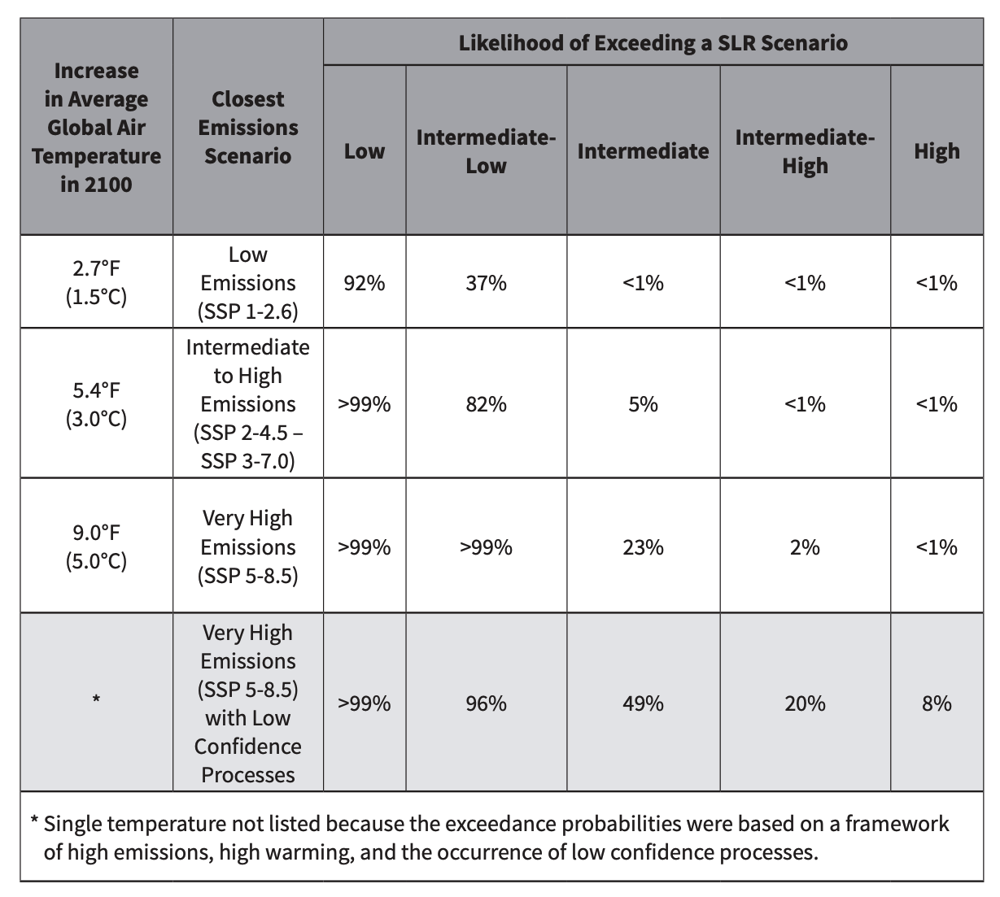 Increase
in Average
Global Air
Temperature
in 2100
Closest
Emissions
Scenario
Likelihood of Exceeding a SLR Scenario
Low
Intermediate-
Low
Intermediate
Intermediate-
High
High
2.7°F
(1.5°C)
Low
Emissions
(SSP 1-2.6)
92%
37%
<1%
<1%
<1%
5.4°F
(3.0°C)
Intermediate
to High
Emissions
(SSP 2-4.5 –
SSP 3-7.0)
>99%
82%
5%
<1%
<1%
9.0°F
(5.0°C)
Very High
Emissions
(SSP 5-8.5)
>99%
>99%
23%
2%
<1%
*
Very High
Emissions
(SSP 5-8.5)
with Low
Confidence
Processes
>99%
96%
49%
20%
8%
* Single temperature not listed because the exceedance probabilities were based on a framework
of high emissions, high warming, and the occurrence of low confidence processes.